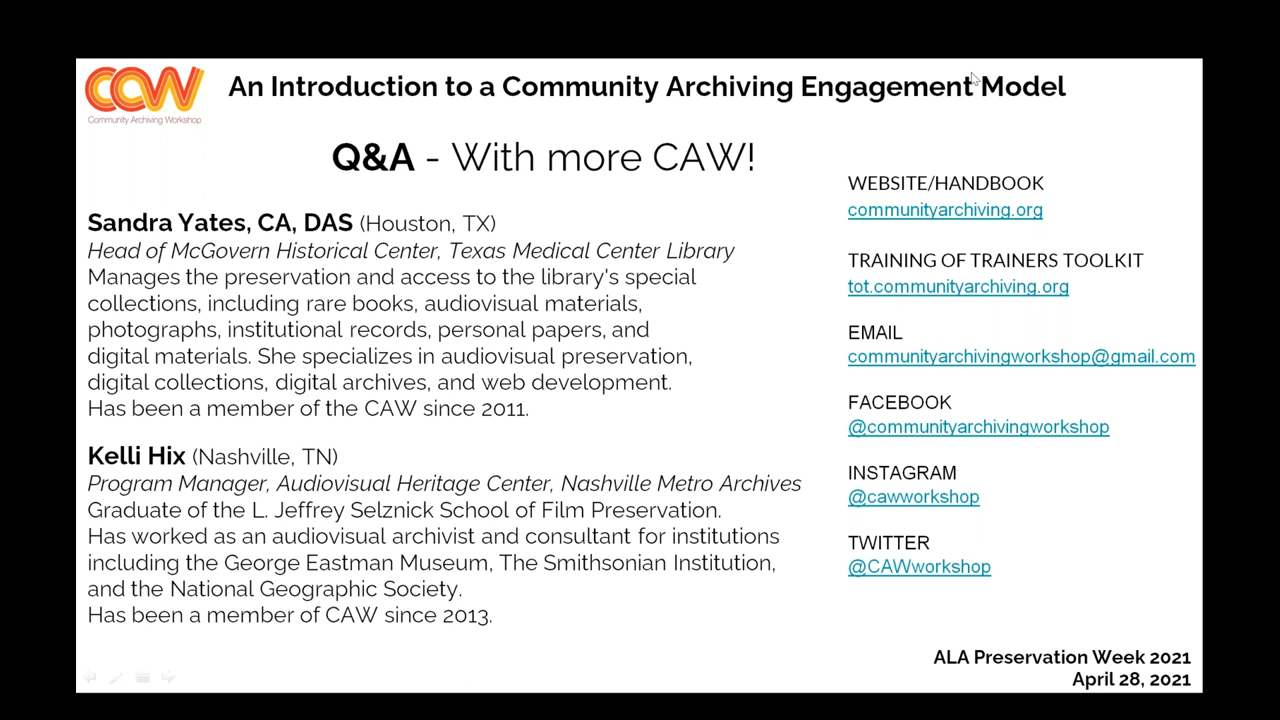 CAW
Community Archiving Workshop
An Introduction to a Community Archiving Engagement Model
Q&A - With more CAW!
Sandra Yates, CA, DAS (Houston, TX)
Head of McGovern Historical Center, Texas Medical Center Library
Manages the preservation and access to the library's special
collections, including rare books, audiovisual materials,
photographs, institutional records, personal papers, and
digital materials. She specializes in audiovisual preservation,
digital collections, digital archives, and web development.
Has been a member of the CAW since 2011.
Kelli Hix (Nashville, TN)
Program Manager, Audiovisual Heritage Center, Nashville Metro Archives
Graduate of the L. Jeffrey Selznick School of Film Preservation.
Has worked as an audiovisual archivist and consultant for institutions
including the George Eastman Museum, The Smithsonian Institution,
and the National Geographic Society.
Has been a member of CAW since 2013.
WEBSITE/HANDBOOK
communityarchiving.org
TRAINING OF TRAINERS TOOLKIT
tot.communityarchiving.org
EMAIL
communityarchivingworkshop@gmail.com
FACEBOOK
@communityarchivingworkshop
INSTAGRAM
@cawworkshop
TWITTER
@CAWworkshop
ALA Preservation Week 2021
April 28, 2021